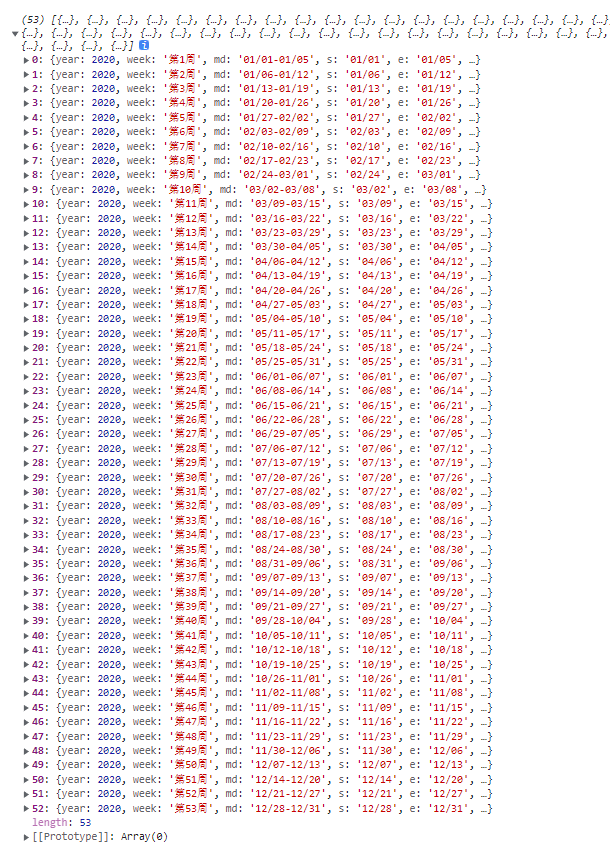 (53) [{…}, {…}, {…}, {…}, {…}, {…}, {…}, {…}, {…}, {…}, {…}, {…}, {…}, {…}, {…}, {…}, {…}, {…}, {…},
{…}, {…}, {…}, {…}, {…}, {…}, {…}, {…}, {…}, {…}, {…}, {…}, {…}, {…}, {…}, {…}, {…}, {…}, {…}, {…},
{…}, {…}, {…}, {…}] i
0: {year: 2020, week: '第1周', md: '01/01-01/05', s: '01/01', e: '01/05', …}
1: {year: 2020, week: '第2周', md: '01/06-01/12', s: '01/06', e: '01/12', …}
2: {year: 2020, week: '第3周', md: '01/13-01/19', s: '01/13', e: '01/19', …}
3: {year: 2020, week: '第4周', md: '01/20-01/26', s: '01/20', e: '01/26', …}
4: {year: 2020, week: '第5周', md: '01/27-02/02', s: '01/27', e: '02/02', …}
5: {year: 2020, week: '第6周', md: '02/03-02/09', s: '02/03', e: '02/09', …}
6: {year: 2020, week: '第7周', md: '02/10-02/16', s: '02/10', e: '02/16', …}
7: {year: 2020, week: '第8周', md: '02/17-02/23', s: '02/17', e: '02/23', …}
8: {year: 2020, week: '第9周', md: '02/24-03/01', s: '02/24', e: '03/01', …}
9: {year: 2020, week: '第10周', md: '03/02-03/08', s: '03/02', e: '03/08', …}
10: {year: 2020, week: '第11周', md: '03/09-03/15', s: '03/09', e: '03/15', …}
11: {year: 2020, week: '第12周', md: '03/16-03/22', s: '03/16', e: '03/22', …}
12: {year: 2020, week: '第13周', md: '03/23-03/29', s: '03/23', e: '03/29', …}
13: {year: 2020, week: '第14周', md: '03/30-04/05', s: '03/30', e: '04/05', …}
14: {year: 2020, week: '第15周', md: '04/06-04/12', s: '04/06', e: '04/12', …}
15: {year: 2020, week: '第16周', md: '04/13-04/19', s: '04/13', e: '04/19', …}
16: {year: 2020, week: '第17周', md: '04/20-04/26', s: '04/20', e: '04/26', …}
17: {year: 2020, week: '第18周', md: '04/27-05/03', s: '04/27', e: '05/03', …}
18: {year: 2020, week: '第19周', md: '05/04-05/10', s: '05/04', e: '05/10', …}
19: {year: 2020, week: '第20周', md: '05/11-05/17', s: '05/11', e: '05/17', …}
20: {year: 2020, week: '第21周', md: '05/18-05/24', s: '05/18', e: '05/24', …}
21: {year: 2020, week: '第22周', md: '05/25-05/31', s: '05/25', e: '05/31', …}
22: {year: 2020, week: '第23周', md: '06/01-06/07', s: '06/01', e: '06/07', …}
23: {year: 2020, week: '第24周', md: '06/08-06/14', s: '06/08', e: '06/14', …}
24: {year: 2020, week: '第25周', md: '06/15-06/21', s: '06/15', e: '06/21', …}
25: {year: 2020, week: '第26周', md: '06/22-06/28', s: '06/22', e: '06/28', …}
26: {year: 2020, week: '第27周', md: '06/29-07/05', s: '06/29', e: '07/05', …}
27: {year: 2020, week: '第28周', md: '07/06-07/12', s: '07/06', e: '07/12', …}
28: {year: 2020, week: '第29周', md: '07/13-07/19', s: '07/13', e: '07/19', …}
29: {year: 2020, week: '第30周', md: '07/20-07/26', s: '07/20', e: '07/26', …}
30: {year: 2020, week: '第31周', md: '07/27-08/02', s: '07/27', e: '08/02', …}
31: {year: 2020, week: '第32周', md: '08/03-08/09', s: '08/03', e: '08/09', …}
32: {year: 2020, week: '第33周', md: '08/10-08/16', s: '08/10', e: '08/16', …}
33: {year: 2020, week: '第34周', md: '08/17-08/23', s: '08/17', e: '08/23', …}
34: {year: 2020, week: '第35周', md: '08/24-08/30', s: '08/24', e: '08/30', …}
35: {year: 2020, week: '第36周', md: '08/31-09/06', s: '08/31', e: '09/06', …}
36: {year: 2020, week: '第37周', md: '09/07-09/13', s: '09/07', e: '09/13', …}
37: {year: 2020, week: '第38周', md: '09/14-09/20', s: '09/14', e: '09/20', …}
38: {year: 2020, week: '第39周', md: '09/21-09/27', s: '09/21', e: '09/27', …}
39: {year: 2020, week: '第40周', md: '09/28-10/04', s: '09/28', e: '10/04', …}
40: {year: 2020, week: '第41周', md: '10/05-10/11', s: '10/05', e: '10/11', …}
41: {year: 2020, week: '第42周', md: '10/12-10/18', s: '10/12', e: '10/18', …}
42: {year: 2020, week: '第43周', md: '10/19-10/25', s: '10/19', e: '10/25', …}
43: {year: 2020, week: '第44周', md: '10/26-11/01', s: '10/26', e: '11/01', …}
44: {year: 2020, week: '第45周', md: '11/02-11/08', s: '11/02', e: '11/08', …}
45: {year: 2020, week: '第46周', md: '11/09-11/15', s: '11/09', e: '11/15', …}
46: {year: 2020, week: '第47周', md: '11/16-11/22', s: '11/16', e: '11/22', …}
47: {year: 2020, week: '第48周', md: '11/23-11/29', s: '11/23', e: '11/29', …}
48: {year: 2020, week: '第49周', md: '11/30-12/06', s: '11/30', e: '12/06', …}
49: {year: 2020, week: '第50周', md: '12/07-12/13', s: '12/07', e: '12/13', …}
50: {year: 2020, week: '第51周', md: '12/14-12/20', s: '12/14', e: '12/20', …}
51: {year: 2020, week: '第52周', md: '12/21-12/27', s: '12/21', e: '12/27', …}
52: {year: 2020, week: '第53周', md: '12/28-12/31', s: '12/28', e: '12/31', …}
length: 53
[[Prototype]]: Array(0)